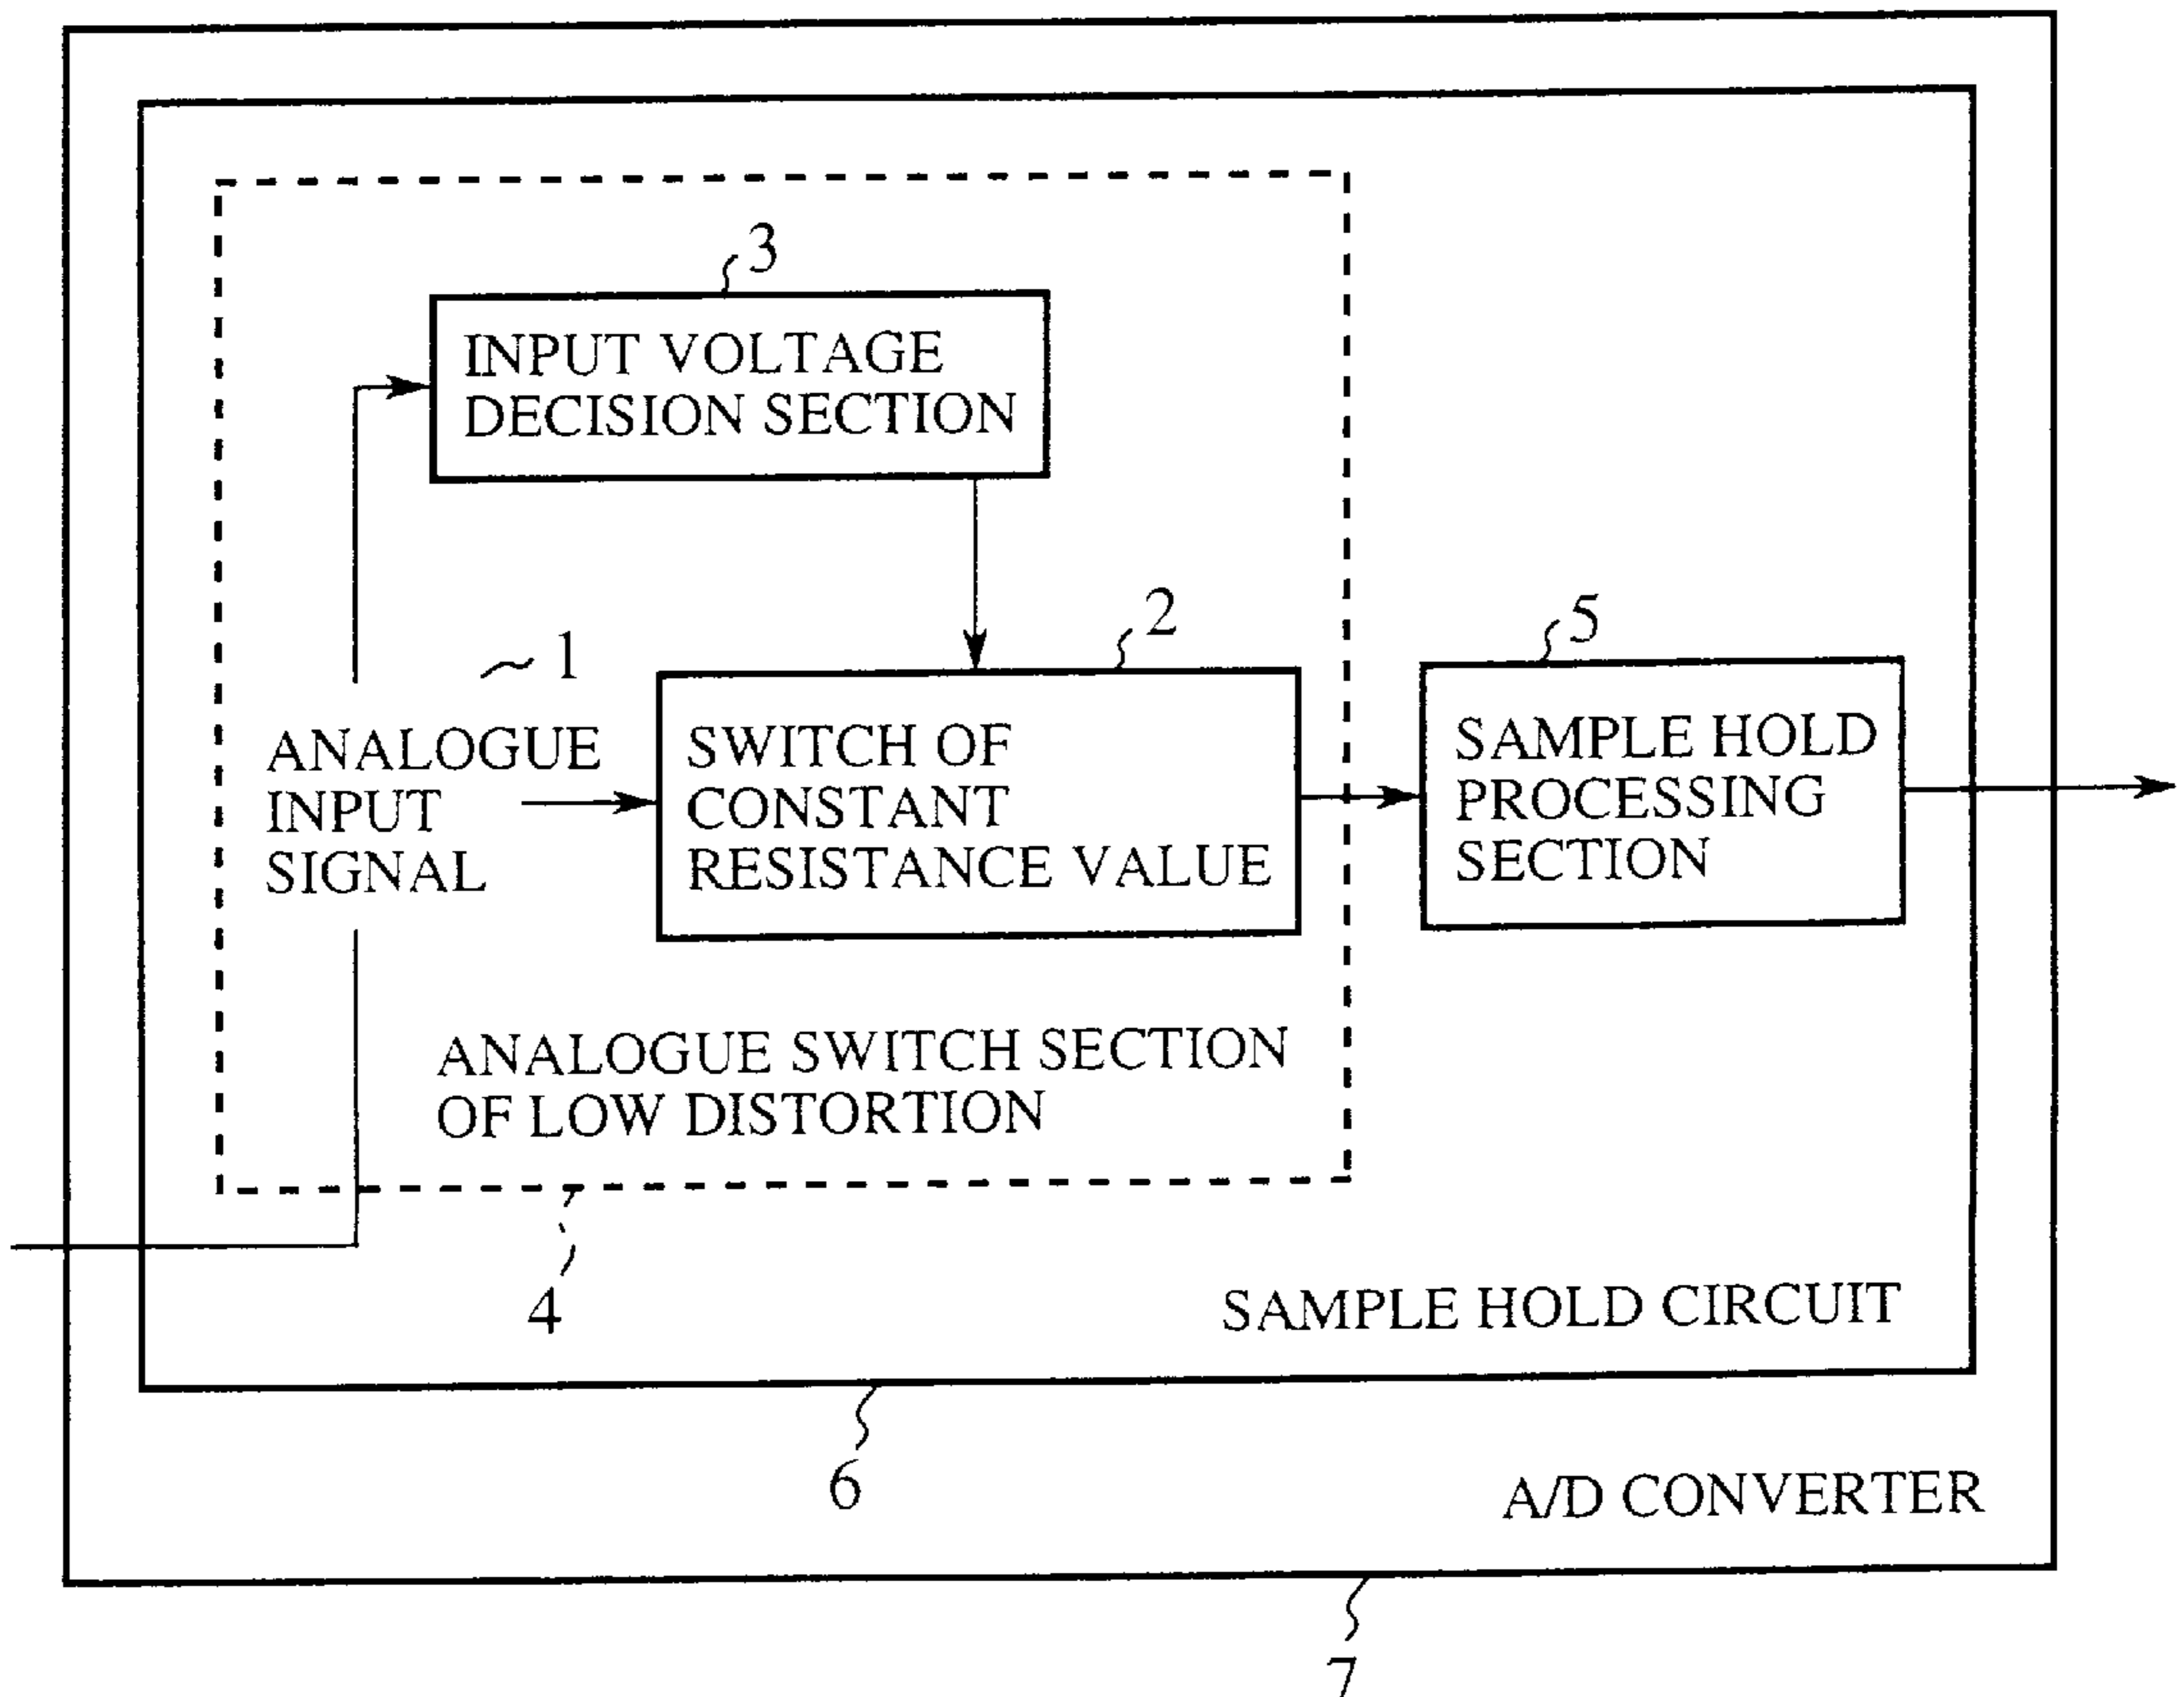 3
INPUT VOLTAGE
DECISION SECTION
1
2
5
ANALOGUE
INPUT
SIGNAL
SWITCH OF
CONSTANT
RESISTANCE VALUE
SAMPLE HOLD
PROCESSING
SECTION
ANALOGUE SWITCH SECTION
OF LOW DISTORTION
4
SAMPLE HOLD CIRCUIT
6
A/D CONVERTER
7